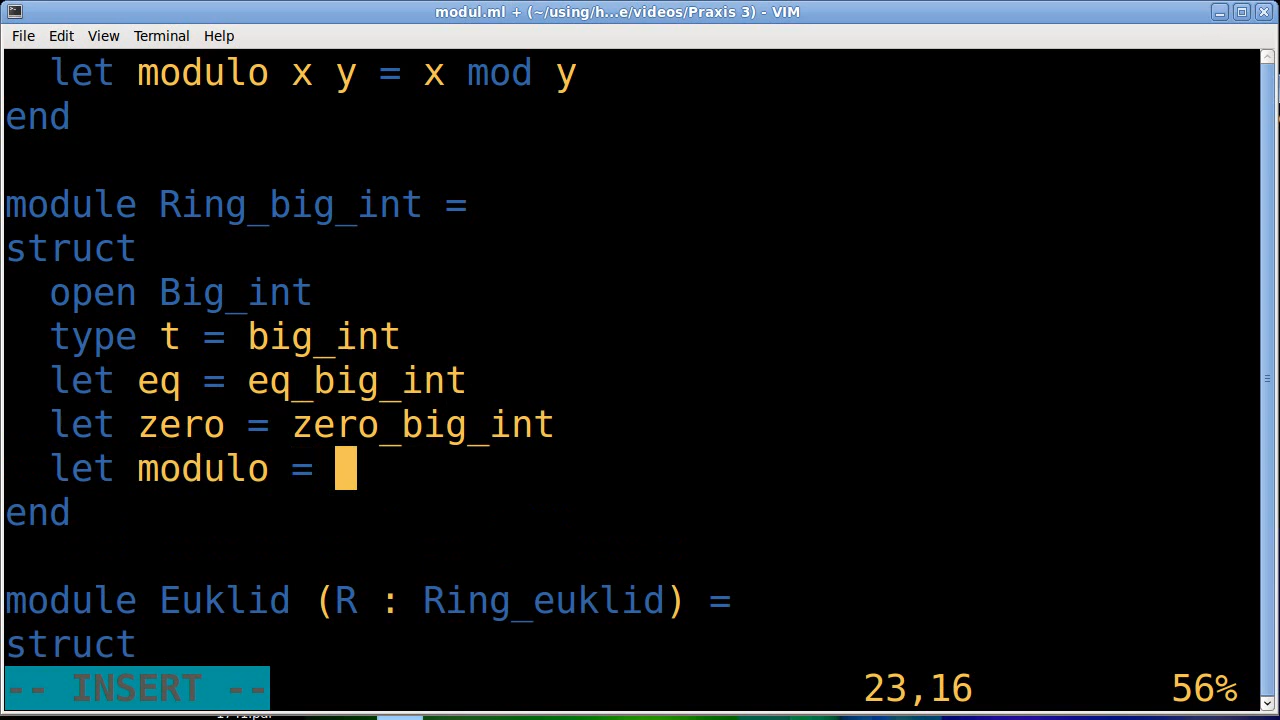 modul.ml + (~/using/h...e/videos/Praxis 3) - VIM
File Edit View Terminal Help
  let modulo x y = x mod y
end

module Ring_big_int =
struct
  open Big_int
  type t = big_int
  let eq = eq_big_int
  let zero = zero_big_int
  let modulo =
end

module Euklid (R : Ring_euklid) =
struct
-- INSERT -- 23,16 56%